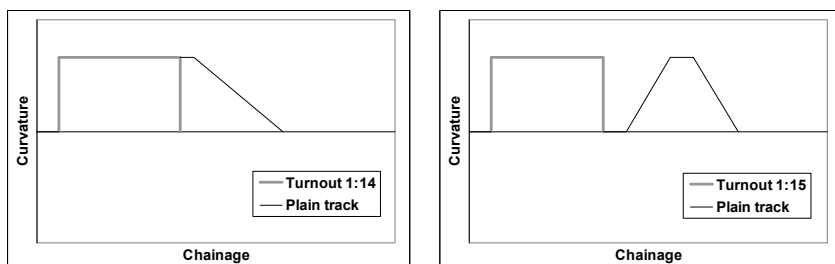 Curvature
Turnout 1:14
Plain track
Chainage
Curvature
Turnout 1:15
Plain track
Chainage